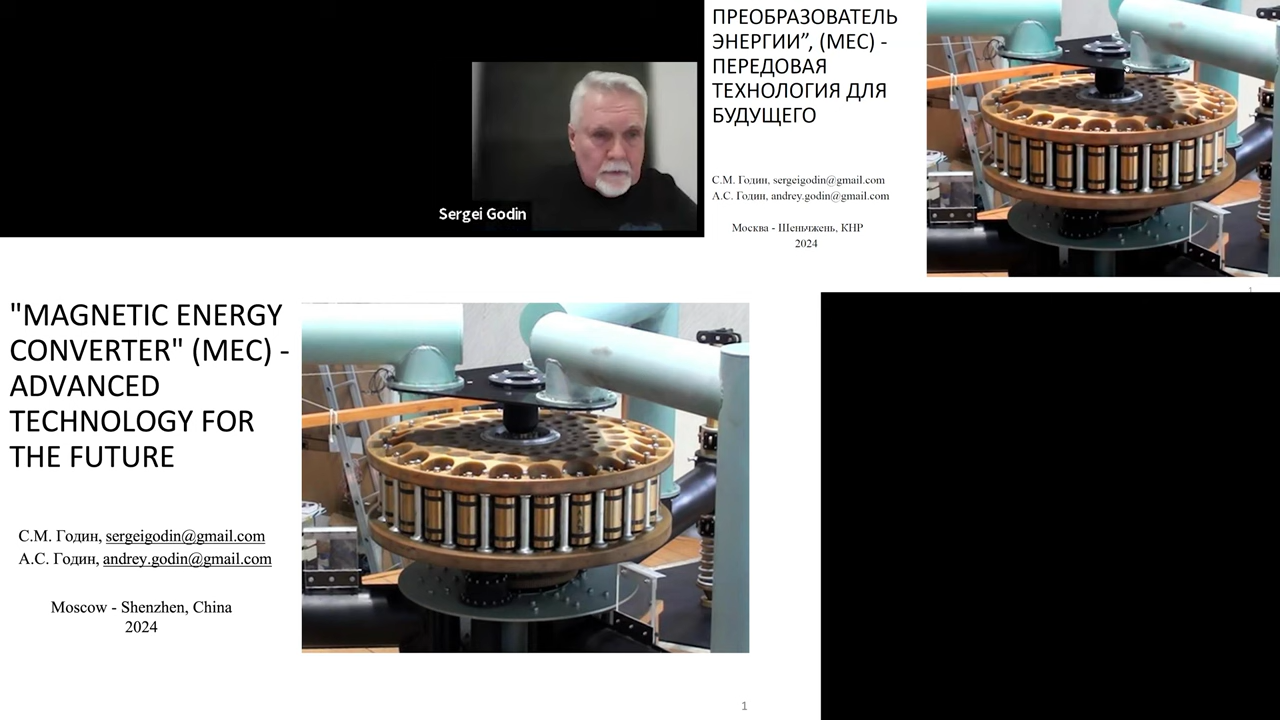 ПРЕОБРАЗОВАТЕЛЬ
ЭНЕРГИИ”, (МЕС) -
ПЕРЕДОВАЯ
ТЕХНОЛОГИЯ ДЛЯ
БУДУЩЕГО
С.М. Годин, sergeigodin@gmail.com
А.С. Годин, andrey.godin@gmail.com
Москва - Шеньчжень, КНР
2024
1
Sergei Godin
"MAGNETIC ENERGY
CONVERTER" (MEC) -
ADVANCED
TECHNOLOGY FOR
THE FUTURE
С.М. Годин, sergeigodin@gmail.com
А.С. Годин, andrey.godin@gmail.com
Moscow - Shenzhen, China
2024
1